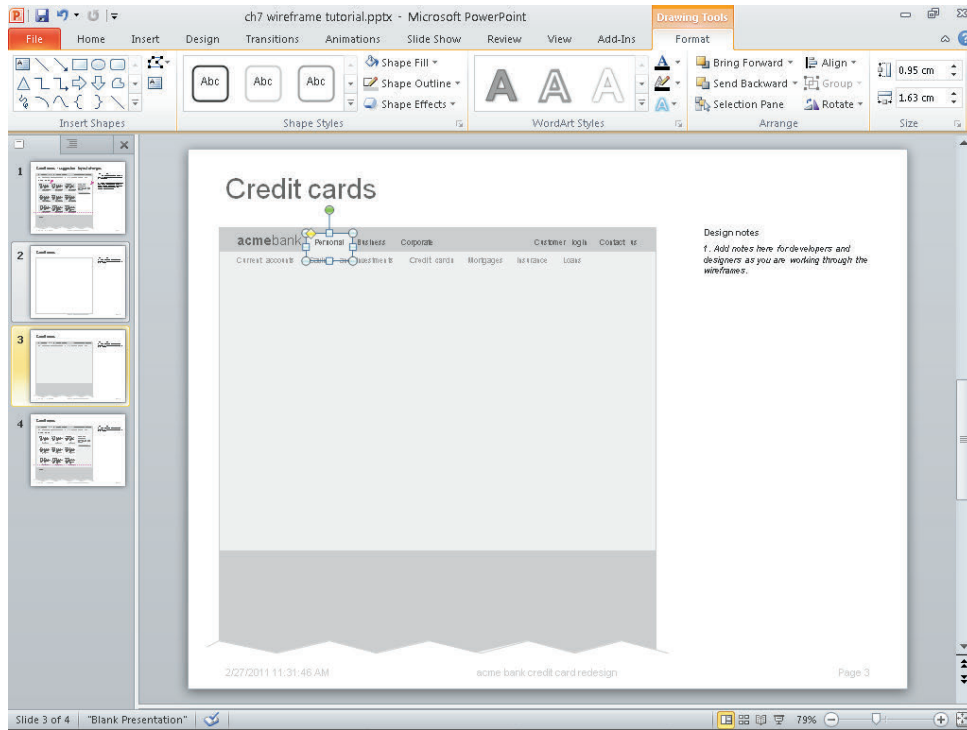 ch7 wireframe tutorial.pptx - Microsoft PowerPoint
Drawing Tools
File Home Insert Design Transitions Animations Slide Show Review View Add-Ins Format
Abc Abc Abc
Shape Fill
Shape Outline
Shape Effects
A A A
A
A
Bring Forward Align
Send Backward Group
Selection Pane Rotate
0.95 cm
1.63 cm
Insert Shapes Shape Styles WordArt Styles Arrange Size
1
2
3
4
Credit cards
acmebank Personal Business Corporate Customer login Contact us
Current accounts investments Credit cards Mortgages Insurance Loans
Design notes
1. Add notes here for developers and
designers as you are working through the
wireframes.
2/27/2011 11:31:46 AM acme bank credit card redesign Page 3
Slide 3 of 4 "Blank Presentation" 79%